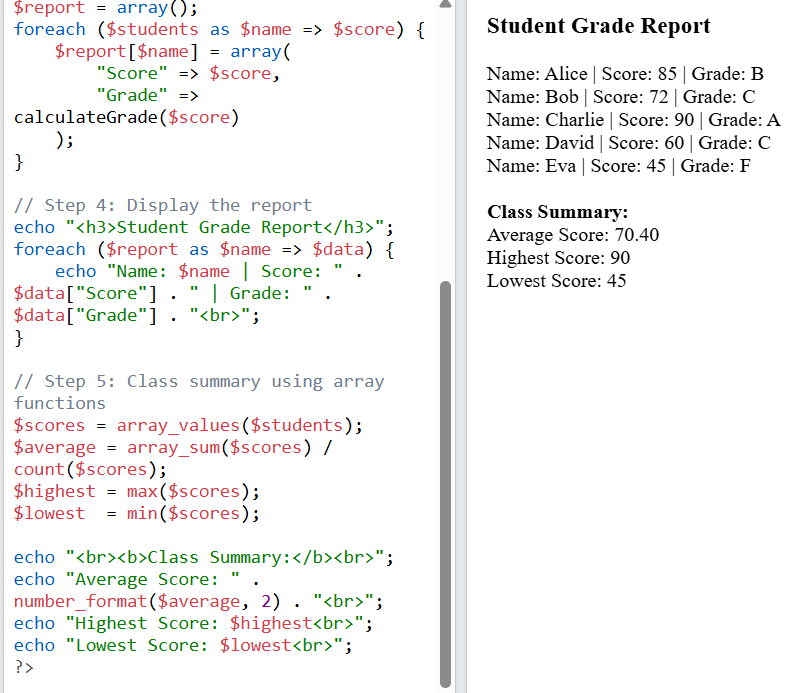 $report = array();
foreach ($students as $name => $score) {
    $report[$name] = array(
        "Score" => $score,
        "Grade" =>
calculateGrade($score)
    );
}

// Step 4: Display the report
echo "<h3>Student Grade Report</h3>";
foreach ($report as $name => $data) {
    echo "Name: $name | Score: " .
$data["Score"] . " | Grade: " .
$data["Grade"] . "<br>";
}

// Step 5: Class summary using array
functions
$scores = array_values($students);
$average = array_sum($scores) /
count($scores);
$highest = max($scores);
$lowest  = min($scores);

echo "<br><b>Class Summary:</b><br>";
echo "Average Score: " .
number_format($average, 2) . "<br>";
echo "Highest Score: $highest<br>";
echo "Lowest Score: $lowest<br>";
?>

Student Grade Report
Name: Alice | Score: 85 | Grade: B
Name: Bob | Score: 72 | Grade: C
Name: Charlie | Score: 90 | Grade: A
Name: David | Score: 60 | Grade: C
Name: Eva | Score: 45 | Grade: F

Class Summary:
Average Score: 70.40
Highest Score: 90
Lowest Score: 45